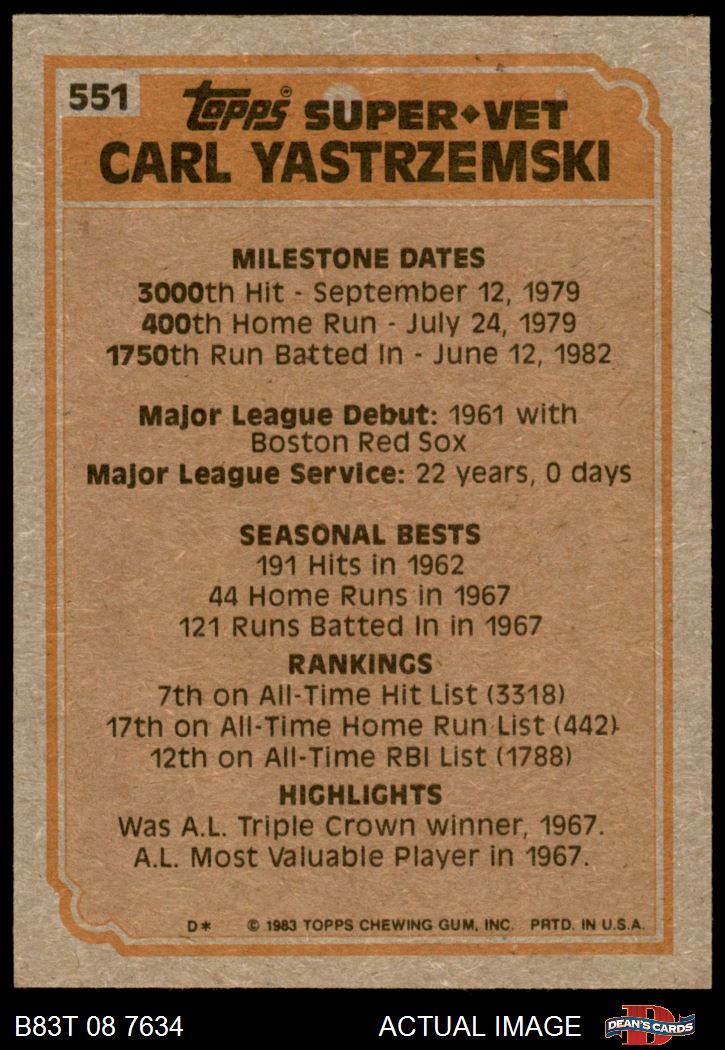 551
Topps® SUPER◆VET
CARL YASTRZEMSKI
MILESTONE DATES
3000th Hit - September 12, 1979
400th Home Run - July 24, 1979
1750th Run Batted In - June 12, 1982
Major League Debut: 1961 with
Boston Red Sox
Major League Service: 22 years, 0 days
SEASONAL BESTS
191 Hits in 1962
44 Home Runs in 1967
121 Runs Batted In in 1967
RANKINGS
7th on All-Time Hit List (3318)
17th on All-Time Home Run List (442)
12th on All-Time RBI List (1788)
HIGHLIGHTS
Was A.L. Triple Crown winner, 1967.
A.L. Most Valuable Player in 1967.
D* © 1983 TOPPS CHEWING GUM, INC. PRTD. IN U.S.A.
B83T 08 7634 ACTUAL IMAGE D DEAN'S CARDS